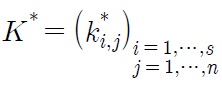 K* = (k*i,j) i = 1,⋯,s
j = 1,⋯,n